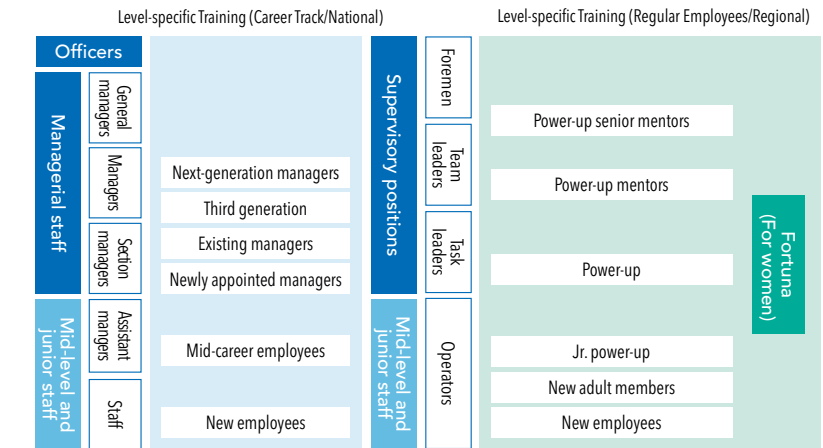 Level-specific Training (Career Track/National)
Level-specific Training (Regular Employees/Regional)
Officers
Managerial staff
General
managers
Managers
Section
managers
Mid-level and
junior staff
Assistant
mangers
Staff
Next-generation managers
Third generation
Existing managers
Newly appointed managers
Mid-career employees
New employees
Supervisory positions
Foremen
Team
leaders
Task
leaders
Mid-level and
junior staff
Operators
Power-up senior mentors
Power-up mentors
Power-up
Jr. power-up
New adult members
New employees
Fortuna
(For women)